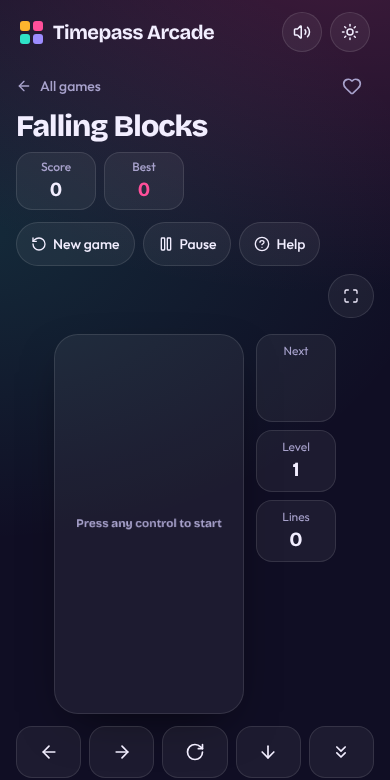 Timepass Arcade
All games
Falling Blocks
Score
0
Best
0
New game
Pause
Help
Next
Press any control to start
Level
1
Lines
0